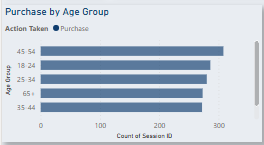 Purchase by Age Group
Action Taken Purchase
Age Group
45-54
18-24
25-34
65+
35-44
0 100 200 300
Count of Session ID